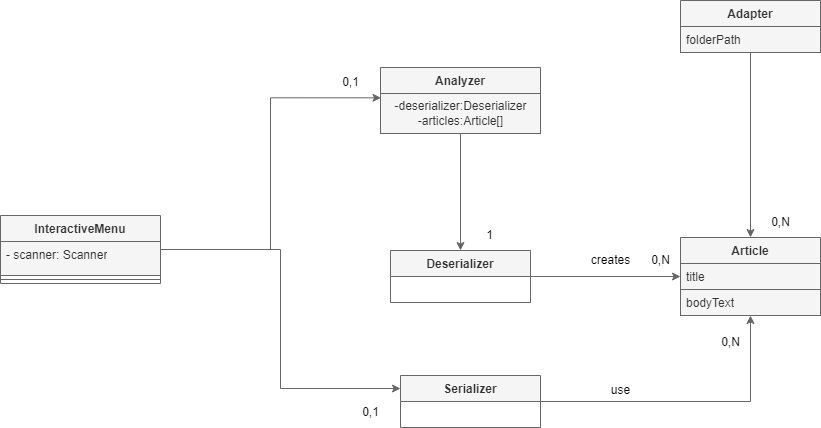 Adapter
folderPath
0,1
Analyzer
-deserializer:Deserializer
-articles:Article[]
0,N
InteractiveMenu
- scanner: Scanner
1
Deserializer
creates
0,N
Article
title
bodyText
0,N
0,1
Serializer
use